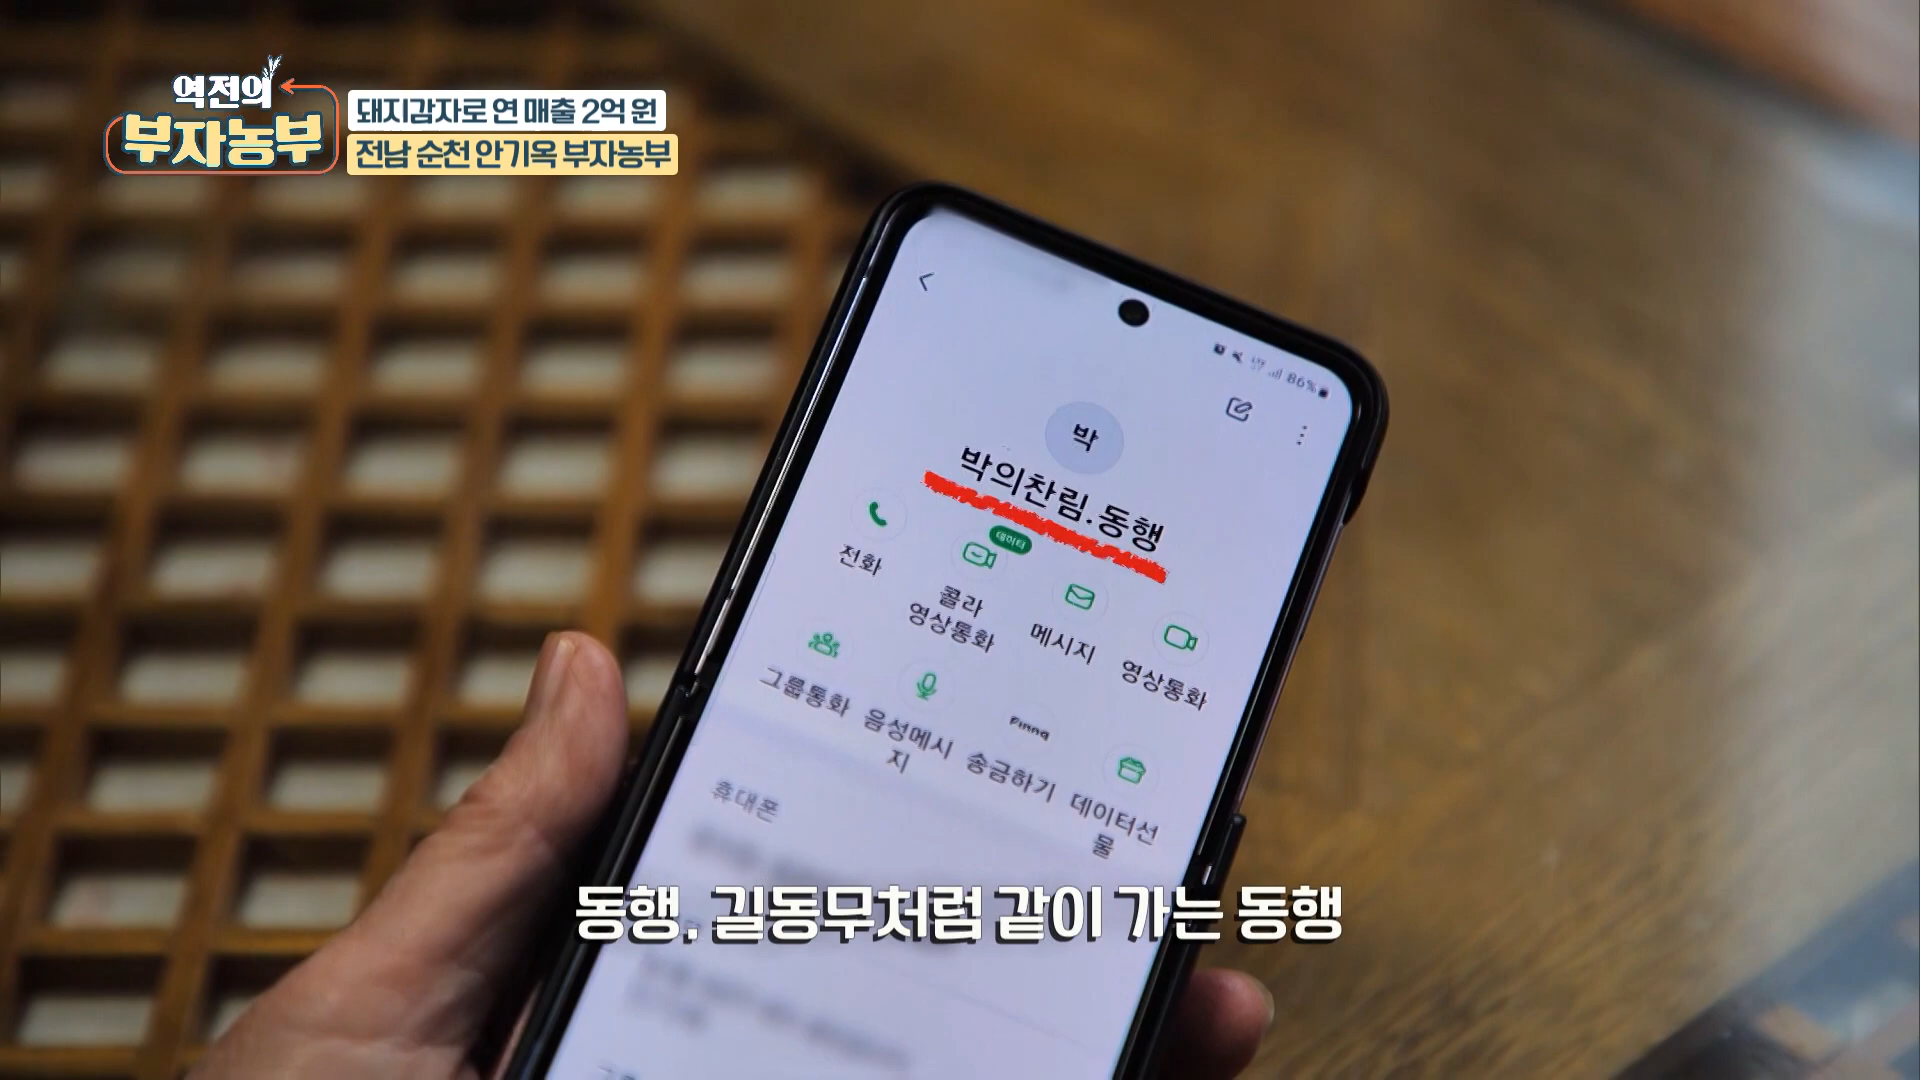 역전의
부자농부
돼지감자로 연 매출 2억 원
전남 순천 안기옥 부자농부
86%
박
박의찬림.동행
전화
데이터
콜라
영상통화
메시지
영상통화
그룹통화
음성메시
지
Finnq
송금하기
데이터선
물
휴대폰
동행, 길동무처럼 같이 가는 동행